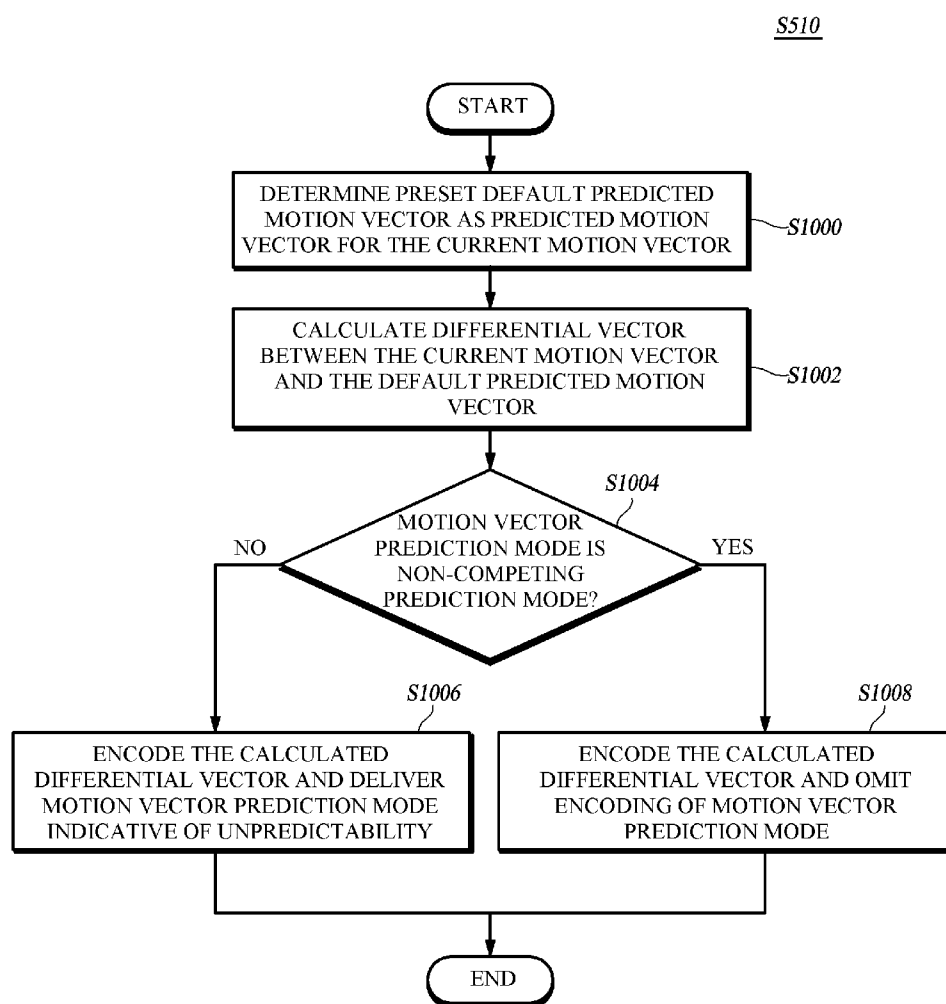 S510
START
DETERMINE PRESET DEFAULT PREDICTED
MOTION VECTOR AS PREDICTED MOTION
VECTOR FOR THE CURRENT MOTION VECTOR
S1000
CALCULATE DIFFERENTIAL VECTOR
BETWEEN THE CURRENT MOTION VECTOR
AND THE DEFAULT PREDICTED MOTION
VECTOR
S1002
S1004
MOTION VECTOR
PREDICTION MODE IS
NON-COMPETING
PREDICTION MODE?
NO
YES
S1006
ENCODE THE CALCULATED
DIFFERENTIAL VECTOR AND DELIVER
MOTION VECTOR PREDICTION MODE
INDICATIVE OF UNPREDICTABILITY
S1008
ENCODE THE CALCULATED
DIFFERENTIAL VECTOR AND OMIT
ENCODING OF MOTION VECTOR
PREDICTION MODE
END